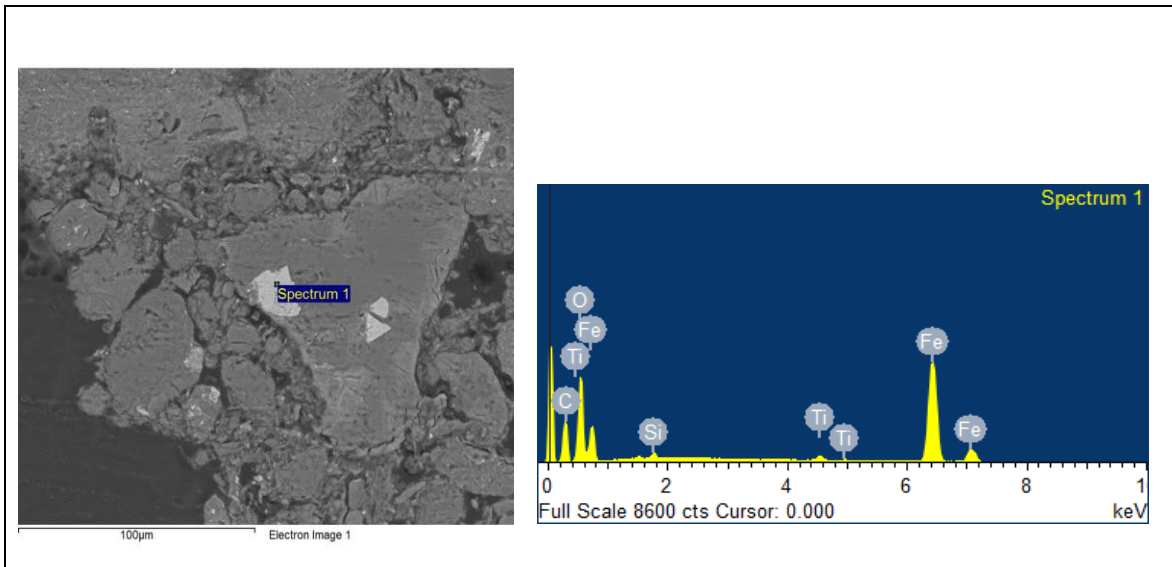 Spectrum 1
100µm
Electron Image 1
Spectrum 1
O
Fe
Ti
C
Si
Ti
Ti
Fe
Fe
0 2 4 6 8 1
Full Scale 8600 cts Cursor: 0.000 keV